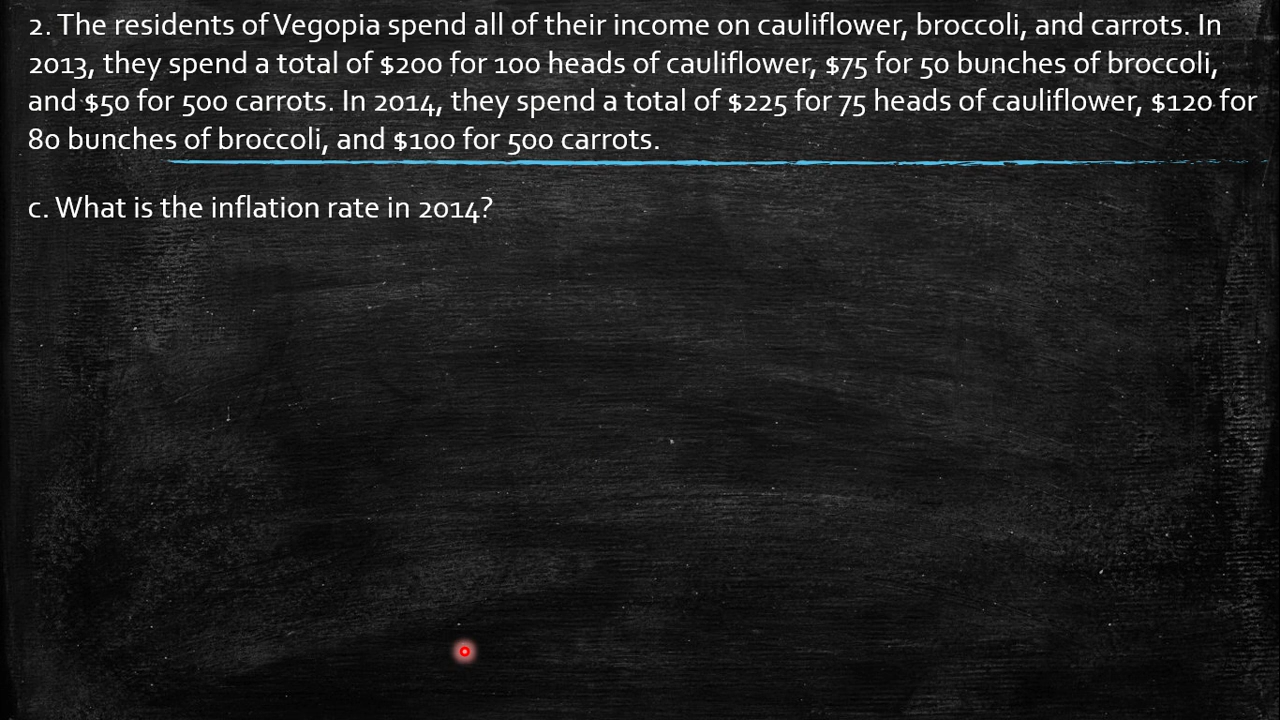 2. The residents of Vegopia spend all of their income on cauliflower, broccoli, and carrots. In
2013, they spend a total of $200 for 100 heads of cauliflower, $75 for 50 bunches of broccoli,
and $50 for 500 carrots. In 2014, they spend a total of $225 for 75 heads of cauliflower, $120 for
80 bunches of broccoli, and $100 for 500 carrots.
c. What is the inflation rate in 2014?